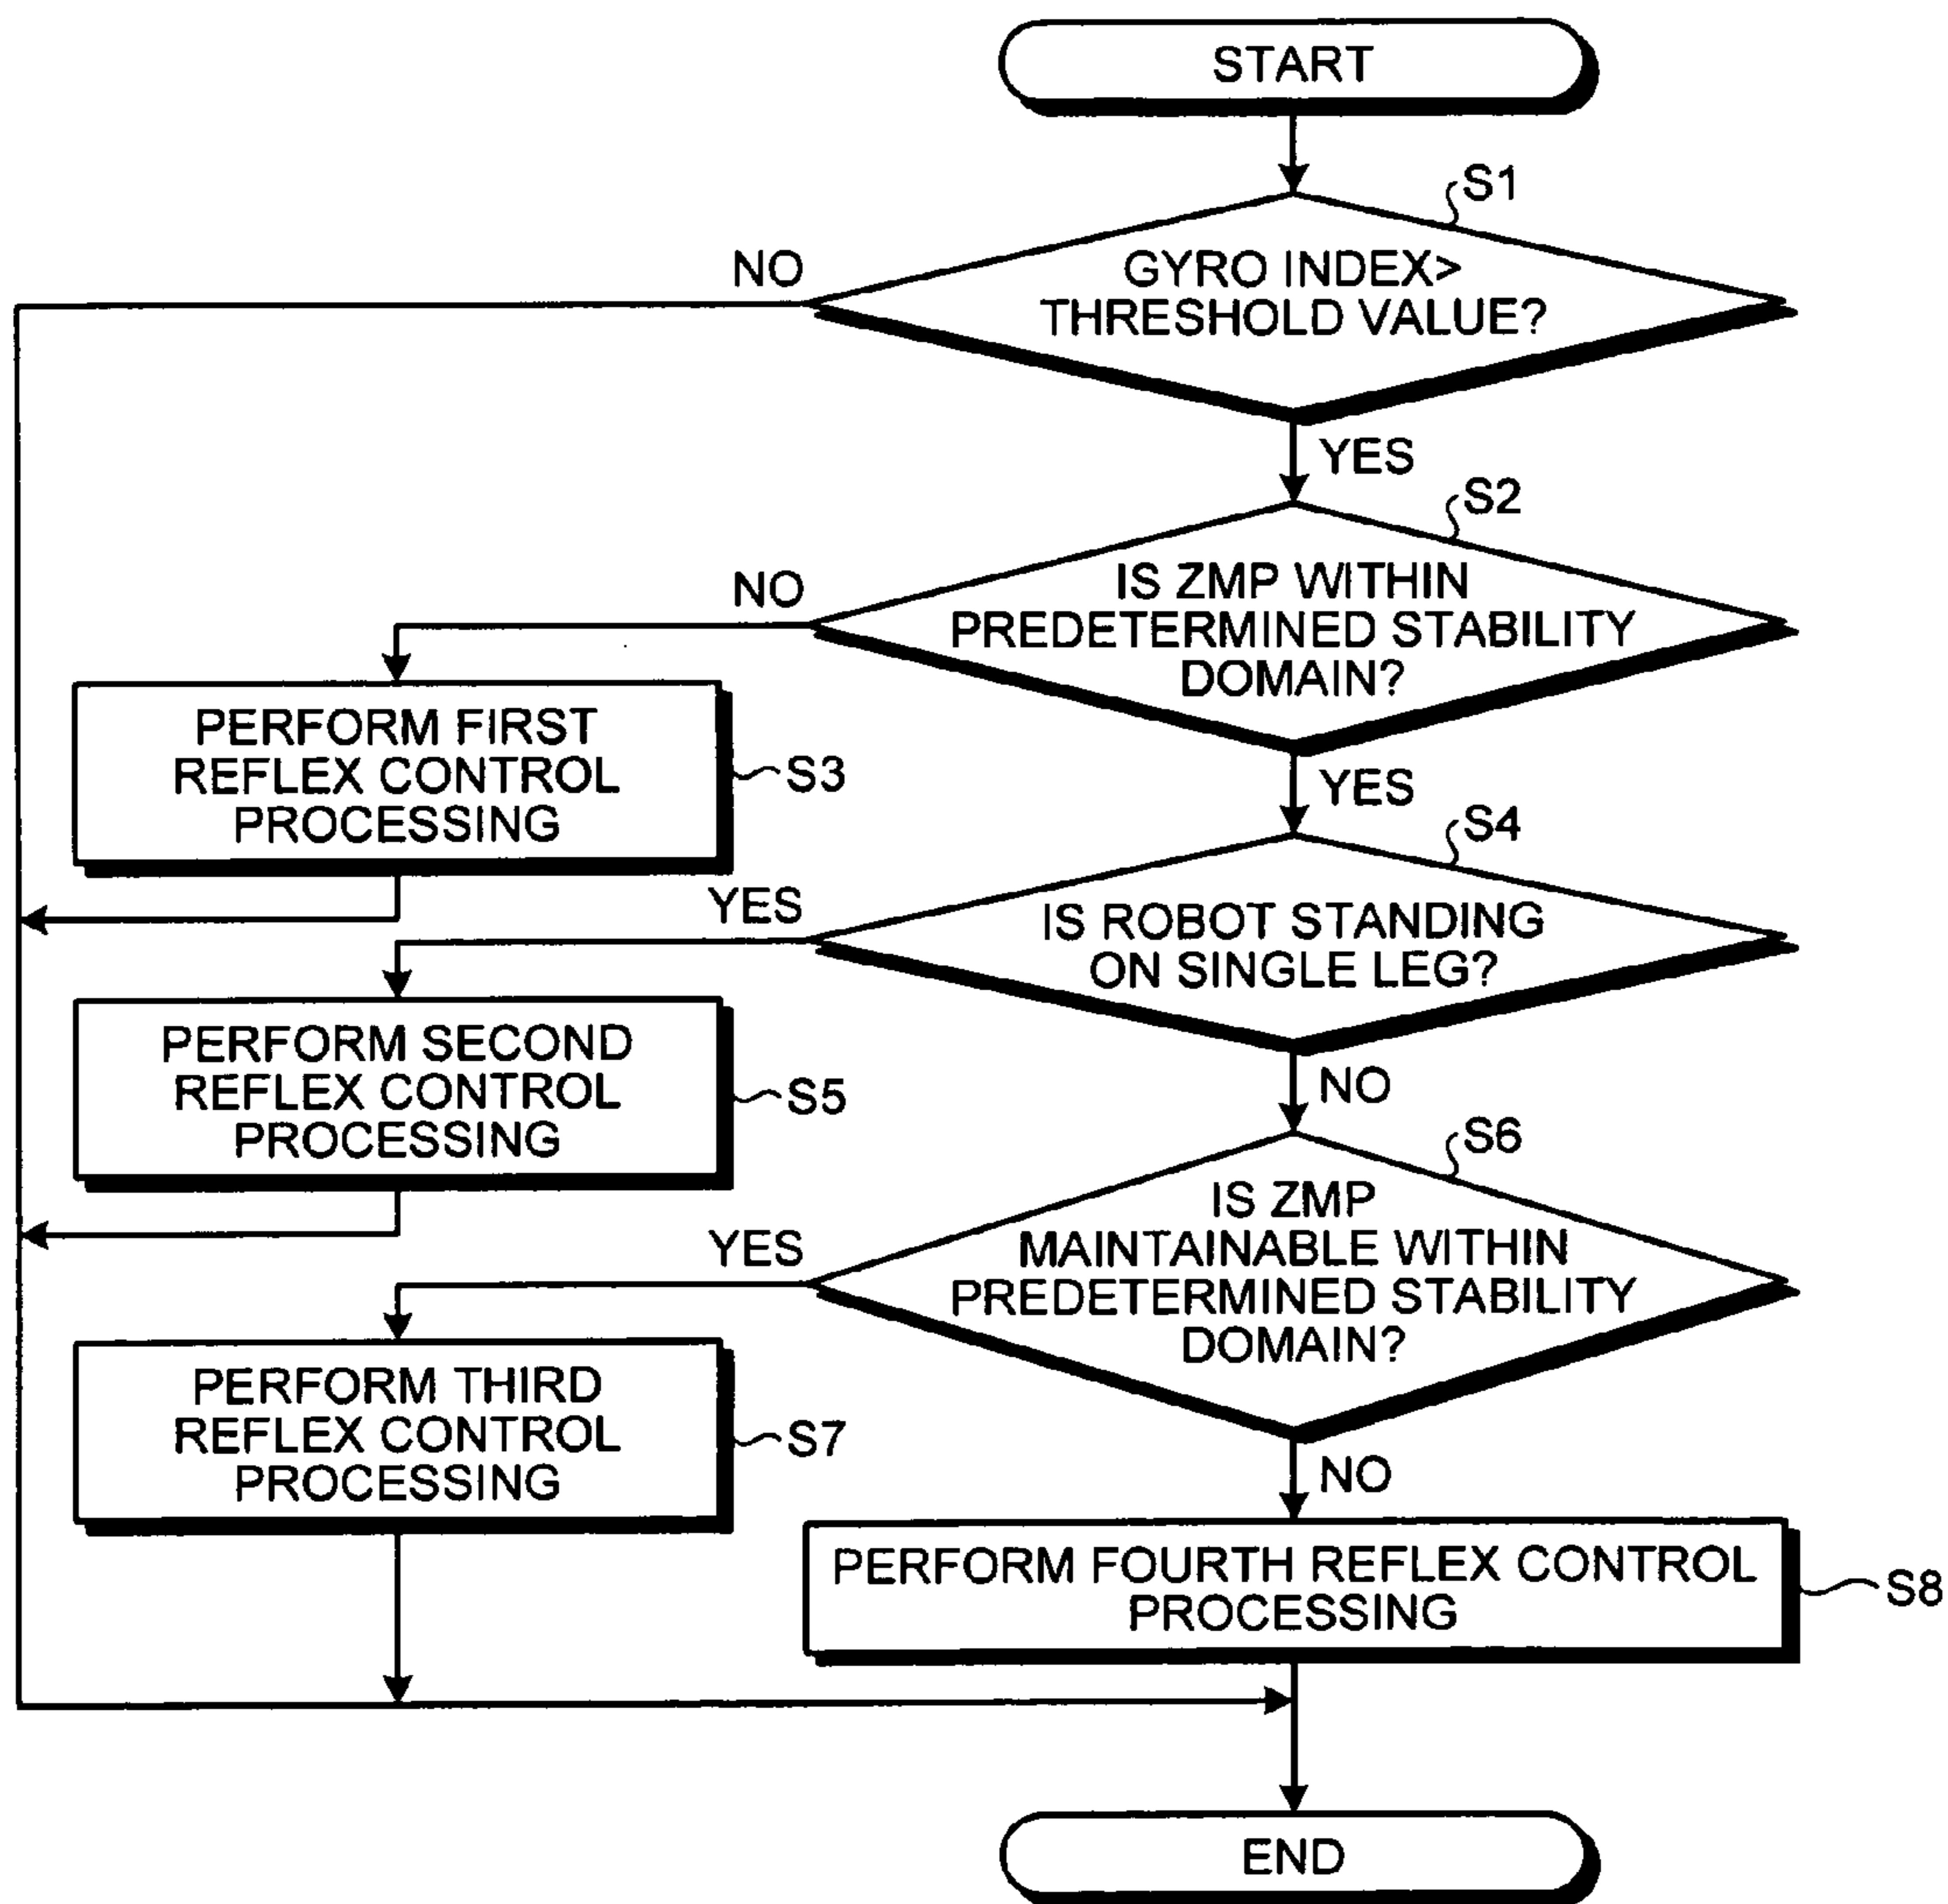 START
S1
NO
GYRO INDEX>
THRESHOLD VALUE?
YES
S2
NO
IS ZMP WITHIN
PREDETERMINED STABILITY
DOMAIN?
PERFORM FIRST
REFLEX CONTROL
PROCESSING
S3
YES
S4
YES
IS ROBOT STANDING
ON SINGLE LEG?
PERFORM SECOND
REFLEX CONTROL
PROCESSING
S5
NO
S6
YES
IS ZMP
MAINTAINABLE WITHIN
PREDETERMINED STABILITY
DOMAIN?
PERFORM THIRD
REFLEX CONTROL
PROCESSING
S7
NO
PERFORM FOURTH REFLEX CONTROL
PROCESSING
S8
END